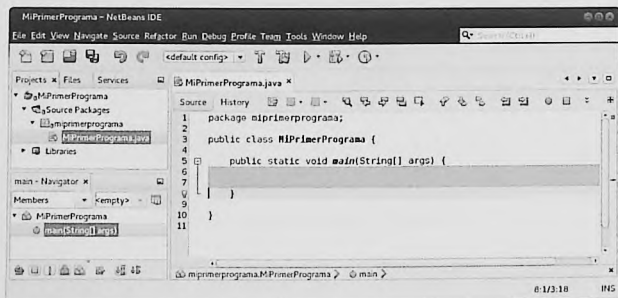 MiPrimerPrograma - NetBeans IDE
File Edit View Navigate Source Refactor Run Debug Profile Team Tools Window Help
Search (Ctrl+I)
<default config>
Projects × Files Services
MiPrimerPrograma.java ×
MiPrimerPrograma
Source Packages
miprimerprograma
MiPrimerPrograma.java
Libraries
Source History
1 package miprimerprograma;
2
3 public class MiPrimerPrograma {
4
5 public static void main(String[] args) {
6
7
}
9
10 }
11
main - Navigator ×
Members <empty>
MiPrimerPrograma
main(String[] args)
miprimerprograma.MiPrimerPrograma main
8:1/3:18 INS